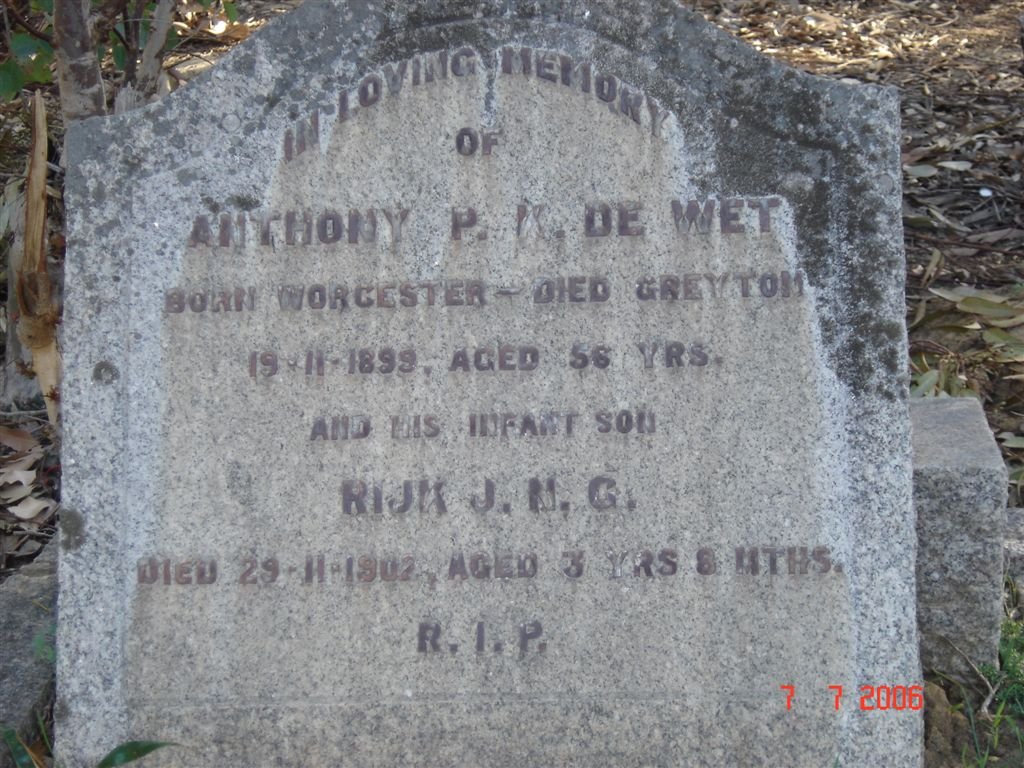 IN LOVING MEMORY
OF
ANTHONY P. K. DE WET
BORN WORCESTER - DIED GREYTON
19-11-1899, AGED 56 YRS.
AND HIS INFANT SON
RIJK J. N. G.
DIED 29-11-1902, AGED 3 YRS 8 MTHS.
R. I. P.
7 7 2006